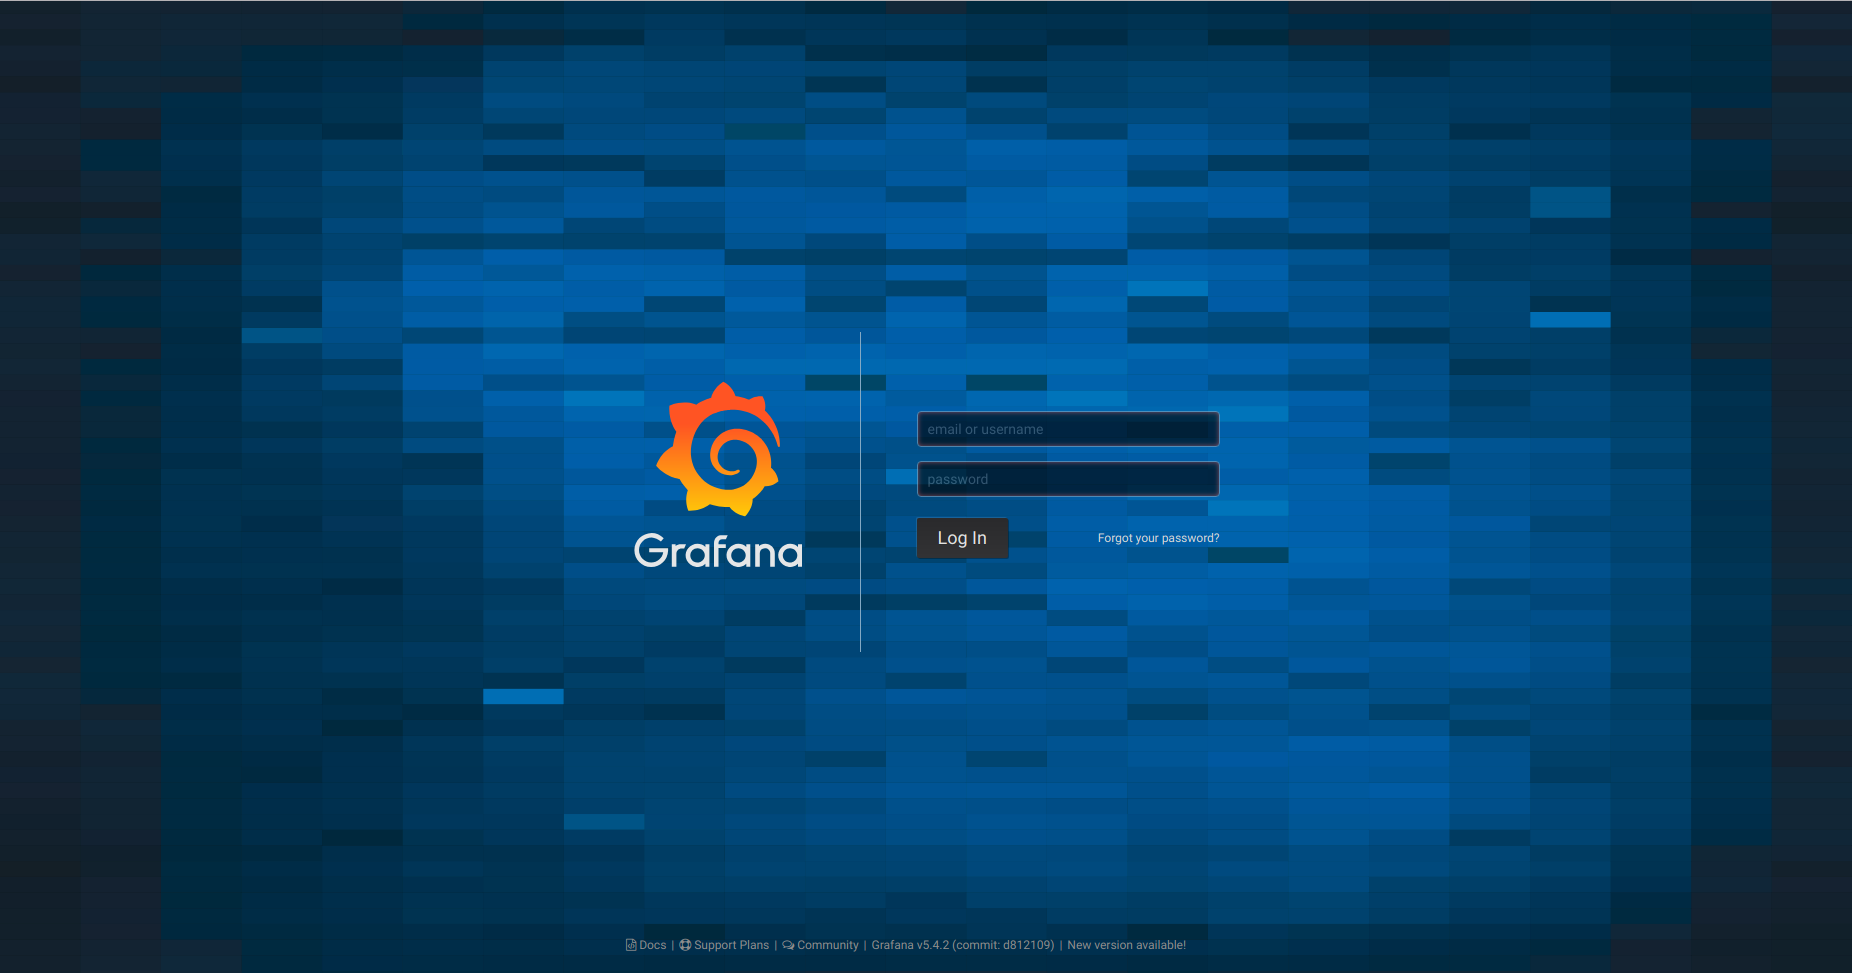 Grafana
email or username
password
Log In
Forgot your password?
Docs | Support Plans | Community | Grafana v5.4.2 (commit: d812109) | New version available!